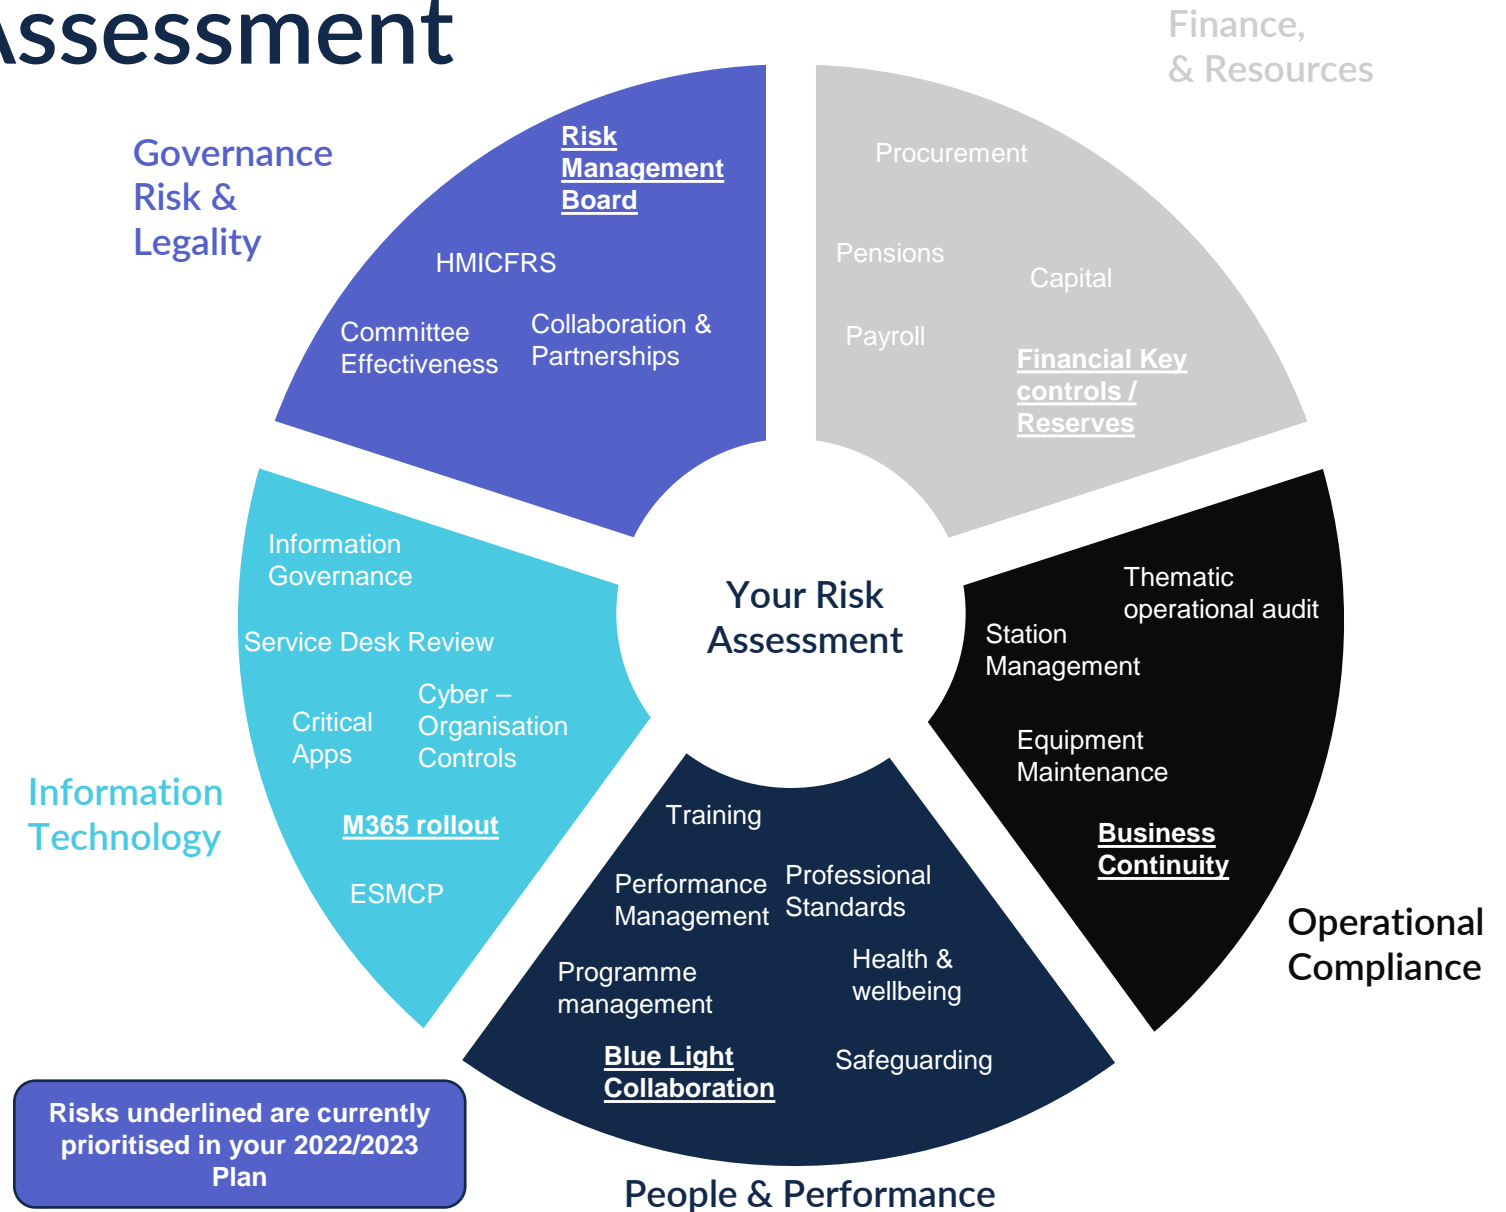 Assessment
Finance,
& Resources
Governance
Risk &
Legality
Risk
Management
Board
HMICFRS
Committee
Effectiveness
Collaboration &
Partnerships
Procurement
Pensions
Capital
Payroll
Financial Key
controls /
Reserves
Your Risk
Assessment
Information
Governance
Service Desk Review
Critical
Apps
Cyber –
Organisation
Controls
M365 rollout
ESMCP
Information
Technology
Thematic
operational audit
Station
Management
Equipment
Maintenance
Business
Continuity
Operational
Compliance
Training
Performance
Management
Professional
Standards
Programme
management
Health &
wellbeing
Blue Light
Collaboration
Safeguarding
People & Performance
Risks underlined are currently
prioritised in your 2022/2023
Plan